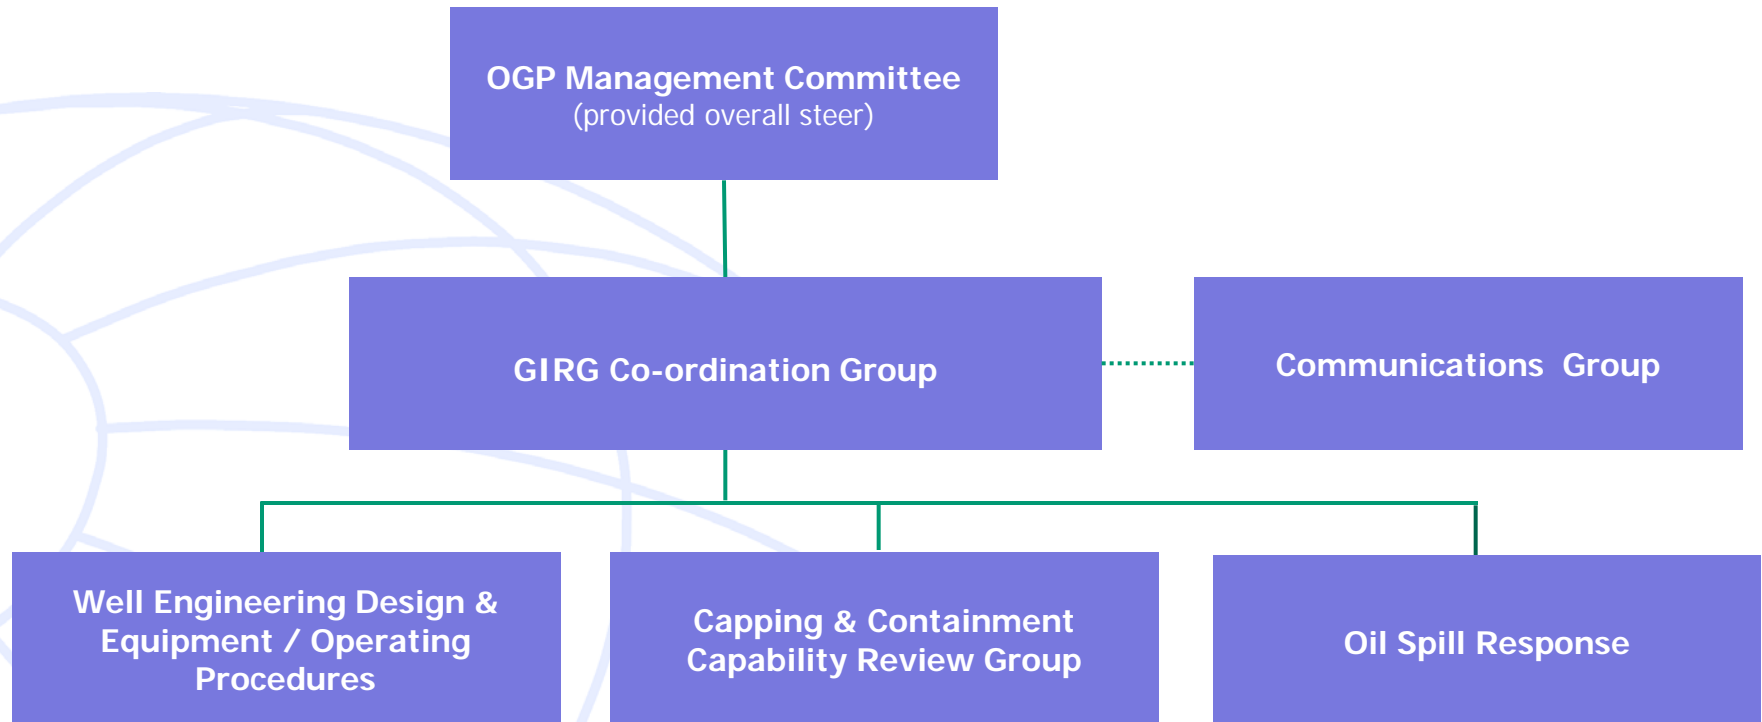 OGP Management Committee
(provided overall steer)
GIRG Co-ordination Group
Communications Group
Well Engineering Design &
Equipment / Operating
Procedures
Capping & Containment
Capability Review Group
Oil Spill Response